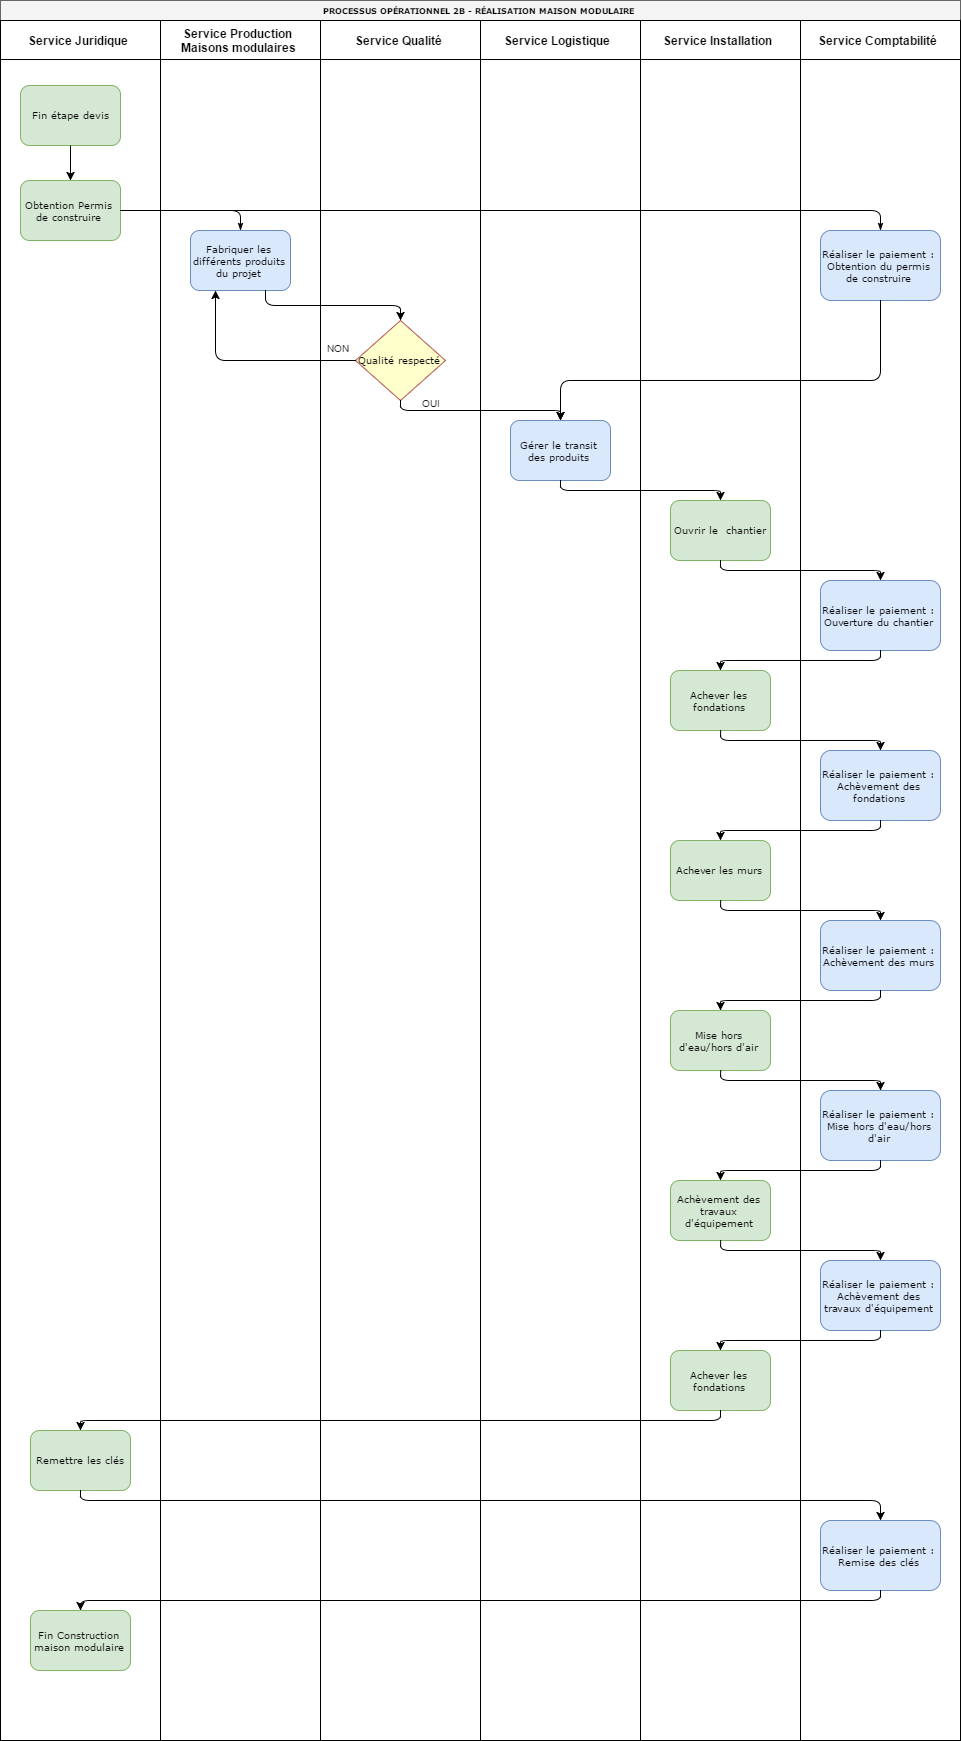 PROCESSUS OPÉRATIONNEL 2B - RÉALISATION MAISON MODULAIRE
Service Juridique
Service Production
Maisons modulaires
Service Qualité
Service Logistique
Service Installation
Service Comptabilité
Fin étape devis
Obtention Permis
de construire
Fabriquer les
différents produits
du projet
Réaliser le paiement :
Obtention du permis
de construire
NON
Qualité respecté
OUI
Gérer le transit
des produits
Ouvrir le  chantier
Réaliser le paiement :
Ouverture du chantier
Achever les
fondations
Réaliser le paiement :
Achèvement des
fondations
Achever les murs
Réaliser le paiement :
Achèvement des murs
Mise hors
d'eau/hors d'air
Réaliser le paiement :
Mise hors d'eau/hors
d'air
Achèvement des
travaux
d'équipement
Réaliser le paiement :
Achèvement des
travaux d'équipement
Achever les
fondations
Remettre les clés
Réaliser le paiement :
Remise des clés
Fin Construction
maison modulaire